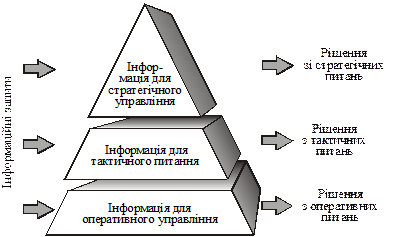 Інформаційні запити
Інфор-
мація для
стратегічного
управління
Рішення
зі стратегічних
питань
Інформація для
тактичного питання
Рішення
з тактичних
питань
Інформація для
оперативного управління
Рішення
з оперативних
питань